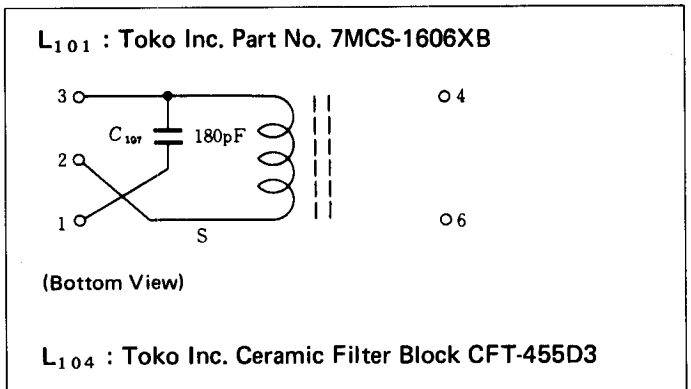 L101 : Toko Inc. Part No. 7MCS-1606XB
3
4
C107 180pF
2
1
6
S
(Bottom View)
L104 : Toko Inc. Ceramic Filter Block CFT-455D3